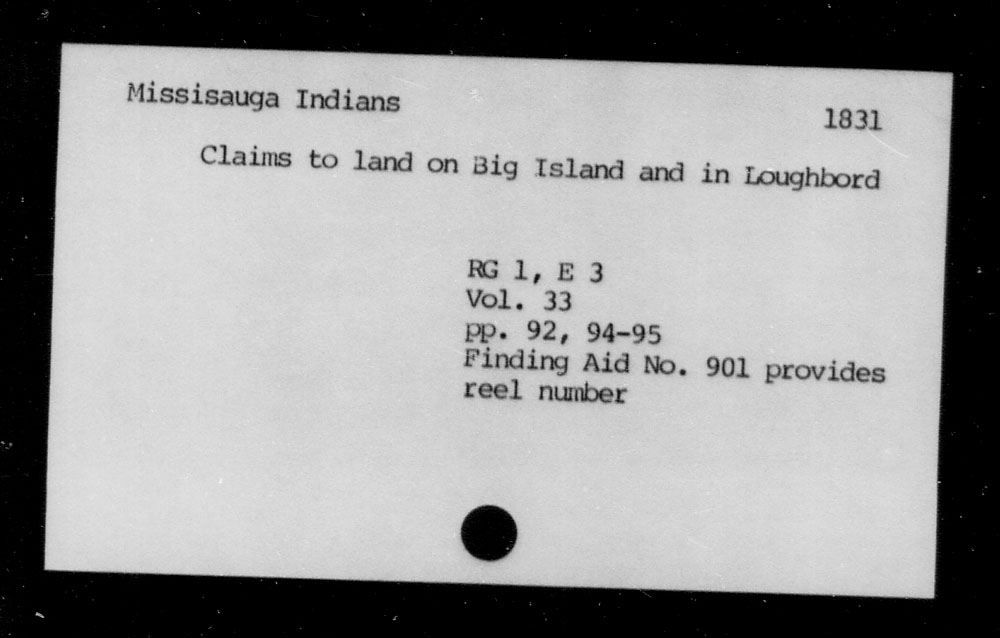 Missisauga Indians
1831
Claims to land on Big Island and in Loughbord
RG 1, E 3
Vol. 33
pp. 92, 94-95
Finding Aid No. 901 provides
reel number